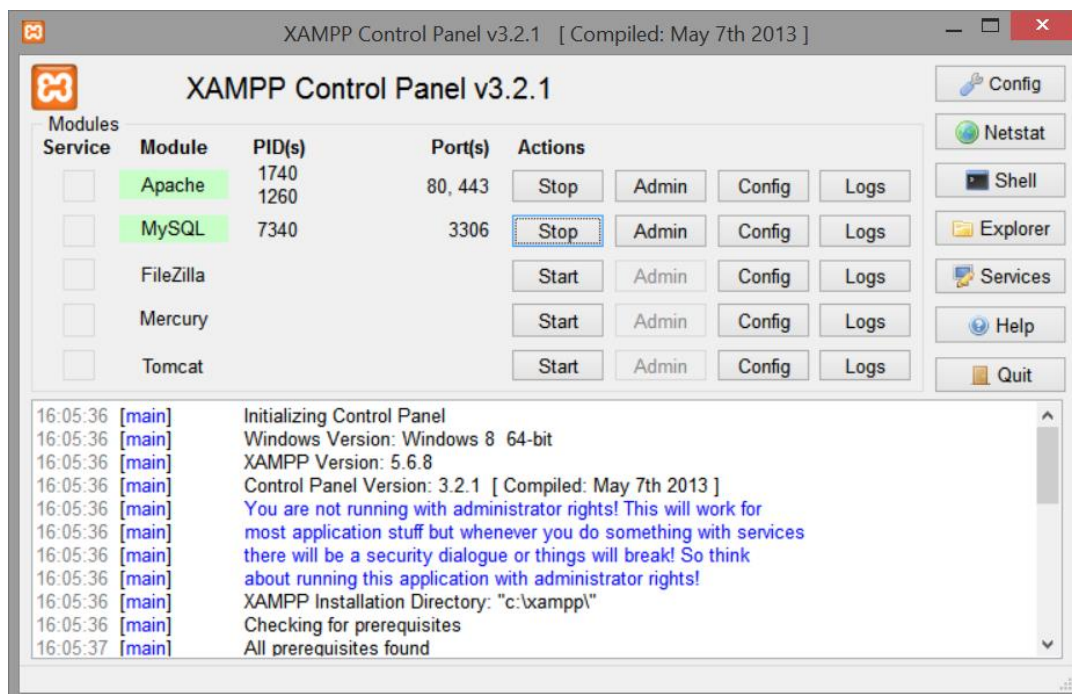 XAMPP Control Panel v3.2.1 [ Compiled: May 7th 2013 ]
XAMPP Control Panel v3.2.1
Config
Modules
Service Module PID(s) Port(s) Actions
Netstat
Apache 1740 1260 80, 443 Stop Admin Config Logs
Shell
MySQL 7340 3306 Stop Admin Config Logs
Explorer
FileZilla Start Admin Config Logs
Services
Mercury Start Admin Config Logs
Help
Tomcat Start Admin Config Logs
Quit
16:05:36 [main] Initializing Control Panel
16:05:36 [main] Windows Version: Windows 8 64-bit
16:05:36 [main] XAMPP Version: 5.6.8
16:05:36 [main] Control Panel Version: 3.2.1 [ Compiled: May 7th 2013 ]
16:05:36 [main] You are not running with administrator rights! This will work for
16:05:36 [main] most application stuff but whenever you do something with services
16:05:36 [main] there will be a security dialogue or things will break! So think
16:05:36 [main] about running this application with administrator rights!
16:05:36 [main] XAMPP Installation Directory: "c:\xampp\"
16:05:36 [main] Checking for prerequisites
16:05:37 [main] All prerequisites found